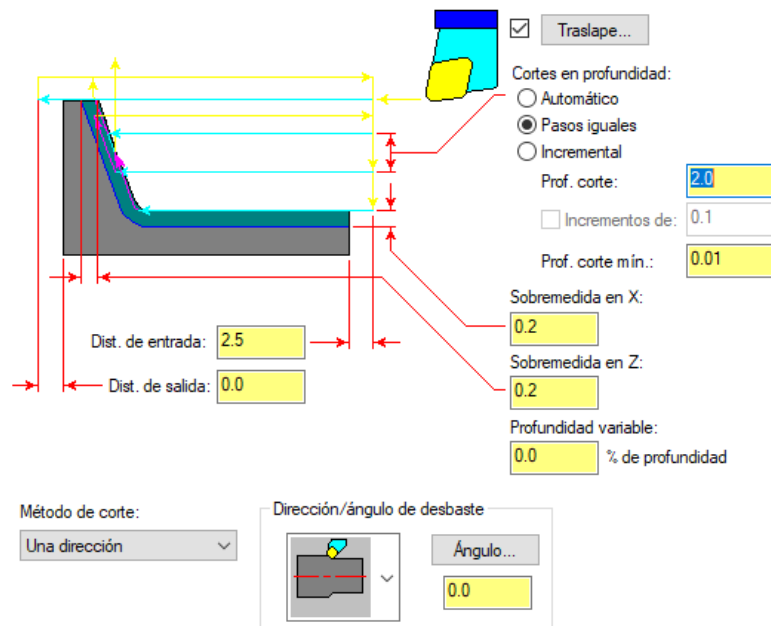 Traslape...
Cortes en profundidad:
Automático
Pasos iguales
Incremental
Prof. corte: 2.0
Incrementos de: 0.1
Prof. corte mín.: 0.01
Sobremedida en X:
0.2
Dist. de entrada: 2.5
Sobremedida en Z:
Dist. de salida: 0.0
0.2
Profundidad variable:
0.0 % de profundidad
Método de corte:
Una dirección
Dirección/ángulo de desbaste
Ángulo...
0.0